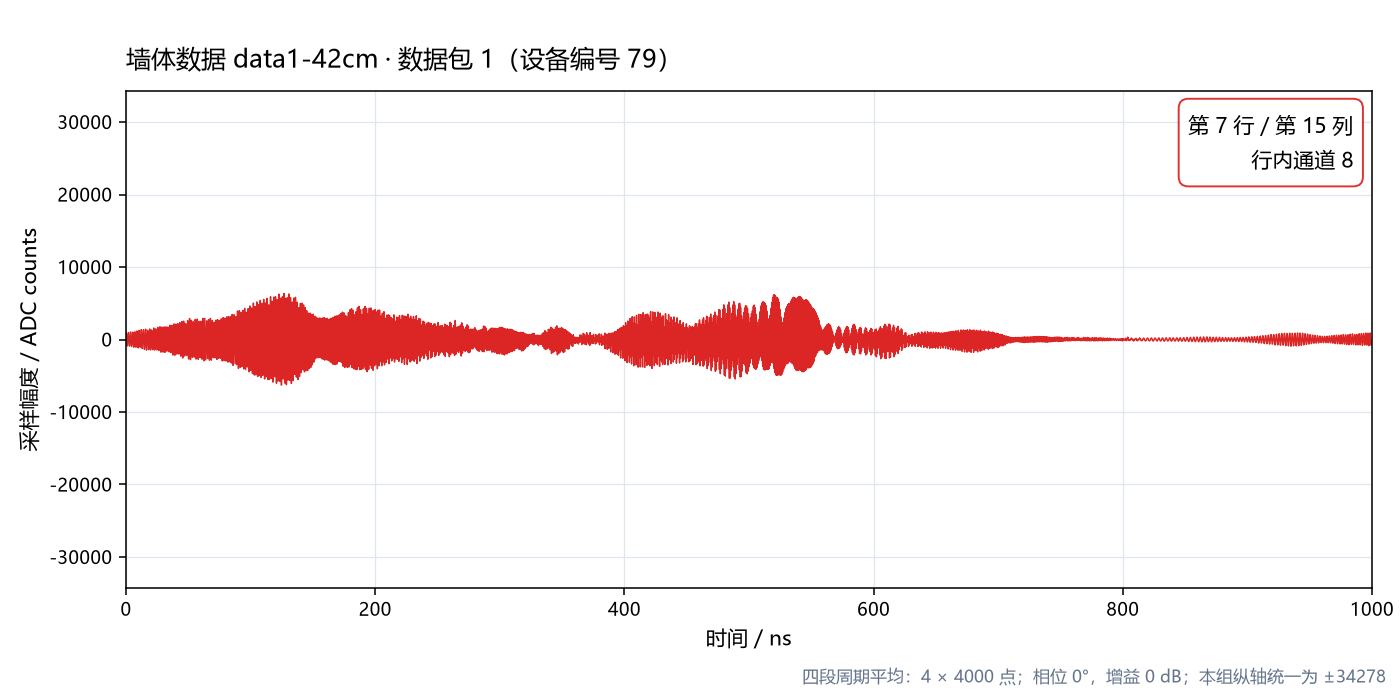 墙体数据 data1-42cm · 数据包 1（设备编号 79）
第 7 行 / 第 15 列
行内通道 8
采样幅度 / ADC counts
30000
20000
10000
0
-10000
-20000
-30000
0
200
400
600
800
1000
时间 / ns
四段周期平均：4 × 4000 点；相位 0°，增益 0 dB；本组纵轴统一为 ±34278